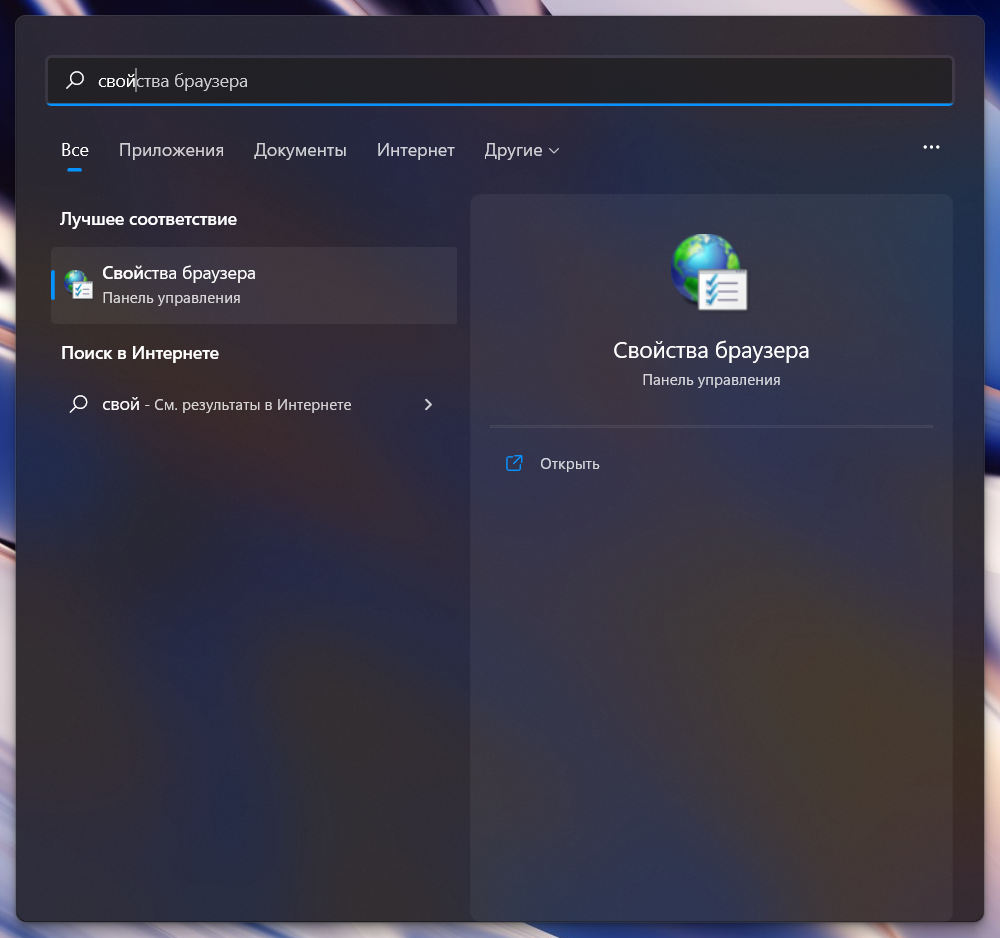 свойства браузера
Все Приложения Документы Интернет Другие
Лучшее соответствие
Свойства браузера
Панель управления
Поиск в Интернете
свой - См. результаты в Интернете
Свойства браузера
Панель управления
Открыть